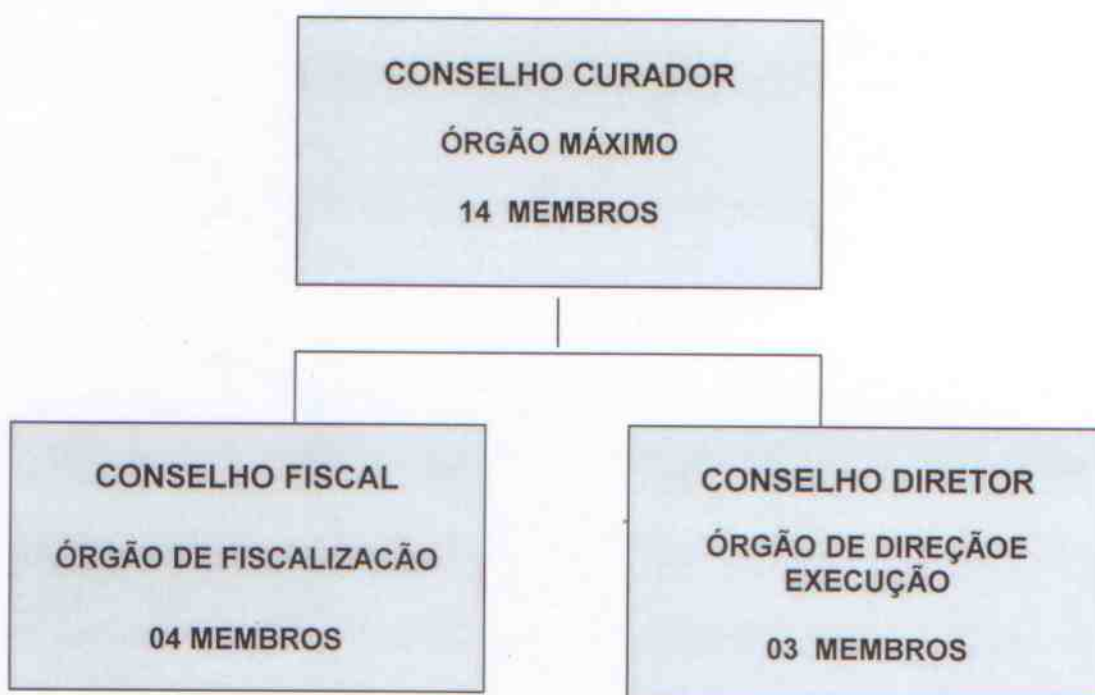 CONSELHO CURADOR
ÓRGÃO MÁXIMO
14 MEMBROS
CONSELHO FISCAL
ÓRGÃO DE FISCALIZACÃO
04 MEMBROS
CONSELHO DIRETOR
ÓRGÃO DE DIREÇÃOE
EXECUÇÃO
03 MEMBROS